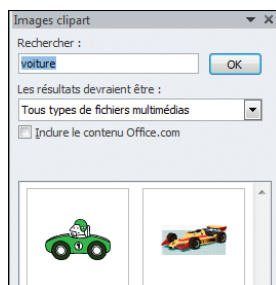 Images clipart
Rechercher :
voiture
OK
Les résultats devraient être :
Tous types de fichiers multimédias
Inclure le contenu Office.com
1